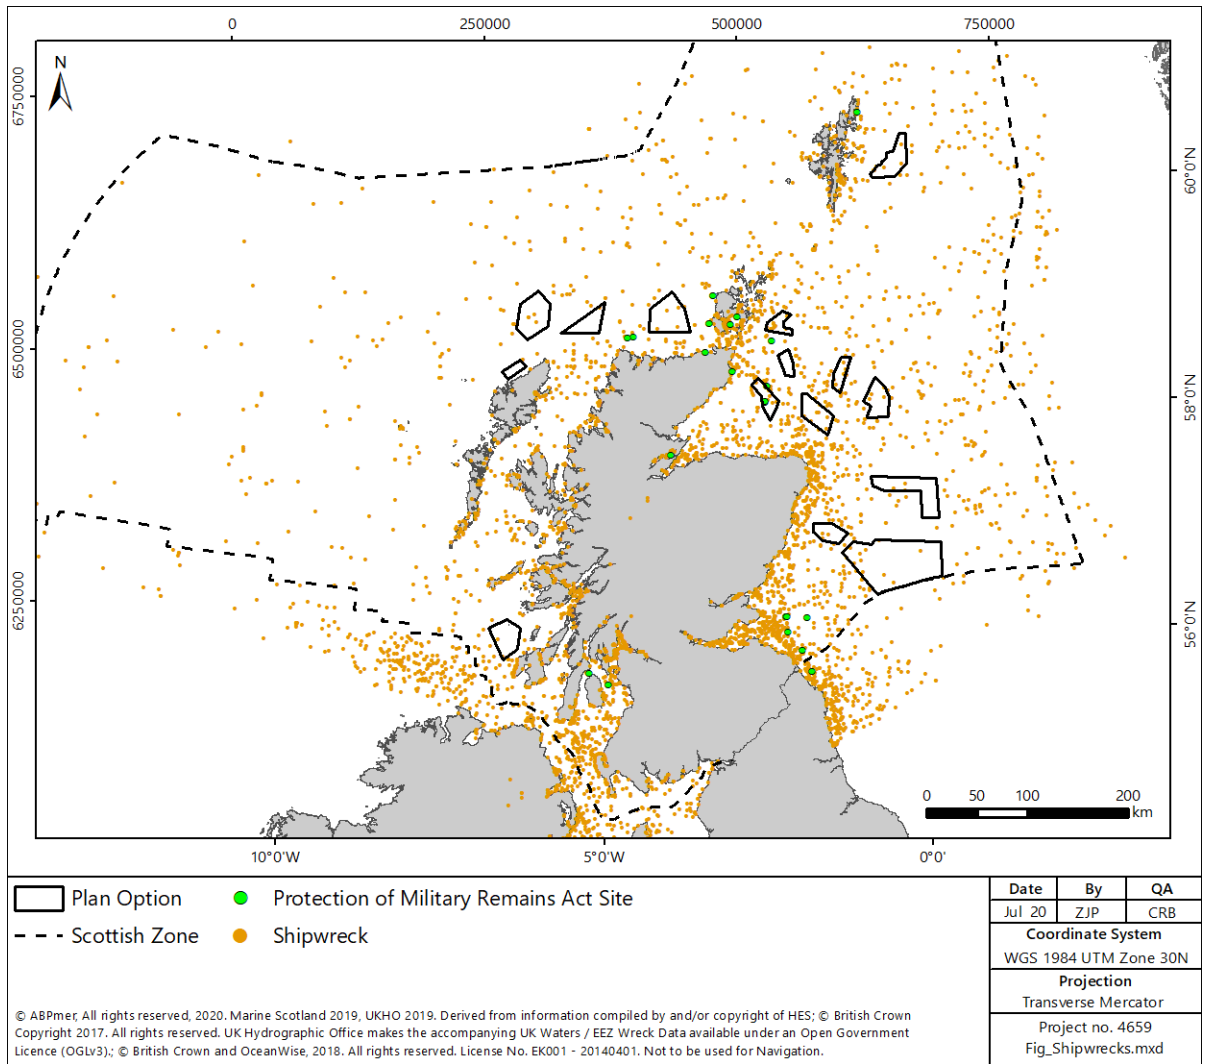 0 250000 500000 750000
N
6750000
6500000
6250000
60°0'N
58°0'N
56°0'N
0 50 100 200
km
10°0'W 5°0'W 0°0'
Plan Option Protection of Military Remains Act Site
Scottish Zone Shipwreck
Date By QA
Jul 20 ZJP CRB
Coordinate System
WGS 1984 UTM Zone 30N
Projection
Transverse Mercator
Project no. 4659
Fig_Shipwrecks.mxd
© ABPmer, All rights reserved, 2020. Marine Scotland 2019, UKHO 2019. Derived from information compiled by and/or copyright of HES; © British Crown
Copyright 2017. All rights reserved. UK Hydrographic Office makes the accompanying UK Waters / EEZ Wreck Data available under an Open Government
Licence (OGLv3).; © British Crown and OceanWise, 2018. All rights reserved. License No. EK001 - 20140401. Not to be used for Navigation.